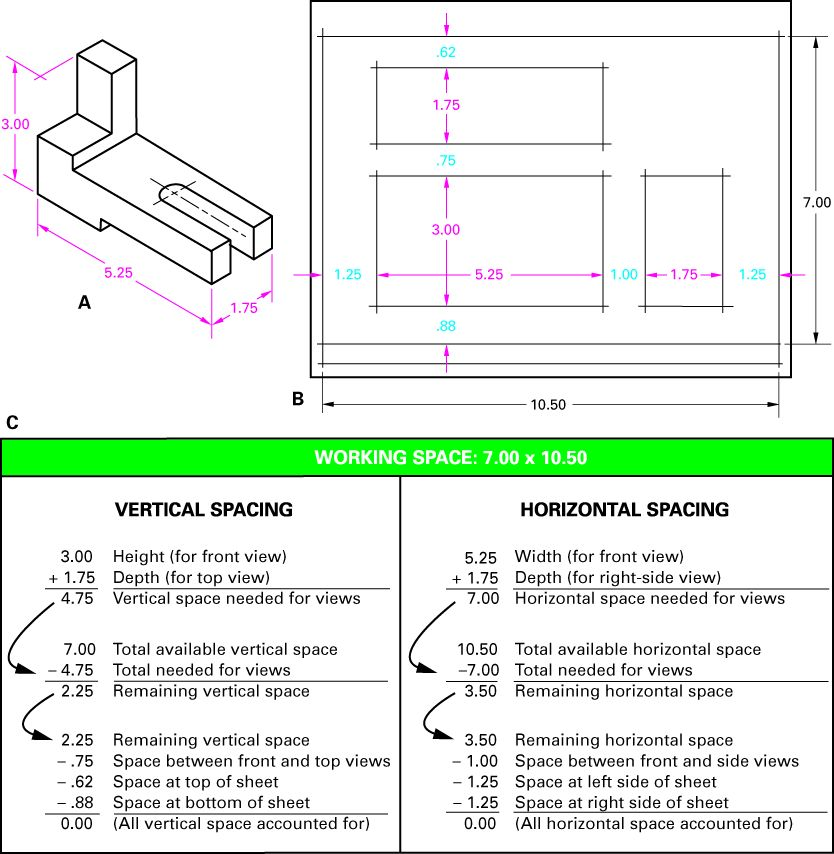 3.00
5.25
1.75
A
.62
1.75
.75
3.00
7.00
1.25
5.25
1.00
1.75
1.25
.88
B
10.50
C
WORKING SPACE: 7.00 x 10.50
VERTICAL SPACING
3.00 Height (for front view)
+ 1.75 Depth (for top view)
4.75 Vertical space needed for views
7.00 Total available vertical space
– 4.75 Total needed for views
2.25 Remaining vertical space
2.25 Remaining vertical space
– .75 Space between front and top views
– .62 Space at top of sheet
– .88 Space at bottom of sheet
0.00 (All vertical space accounted for)
HORIZONTAL SPACING
5.25 Width (for front view)
+ 1.75 Depth (for right-side view)
7.00 Horizontal space needed for views
10.50 Total available horizontal space
–7.00 Total needed for views
3.50 Remaining horizontal space
3.50 Remaining horizontal space
– 1.00 Space between front and side views
– 1.25 Space at left side of sheet
– 1.25 Space at right side of sheet
0.00 (All horizontal space accounted for)